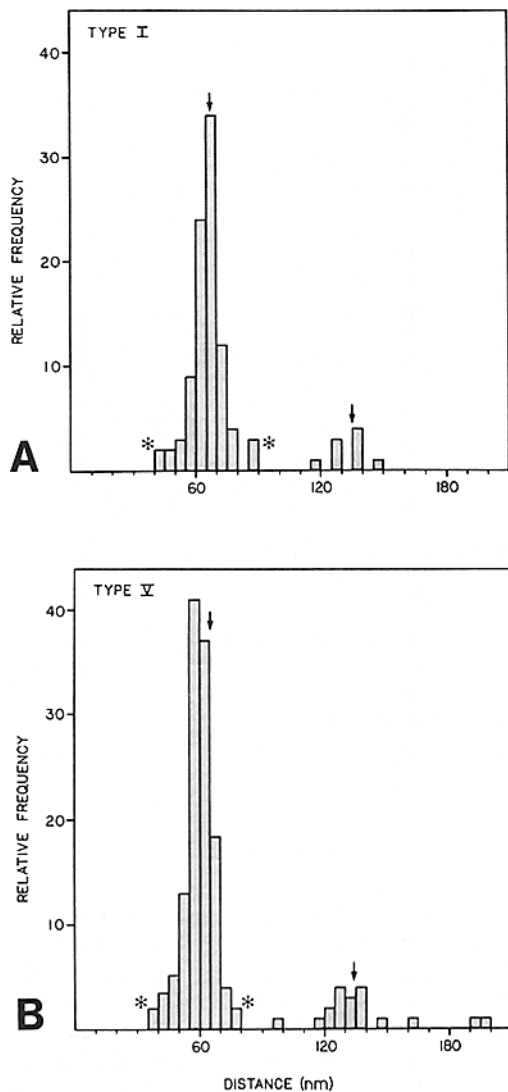 TYPE I
40
30
20
10
RELATIVE FREQUENCY
* *
A
60 120 180
TYPE V
40
30
20
10
RELATIVE FREQUENCY
* *
B
60 120 180
DISTANCE (nm)